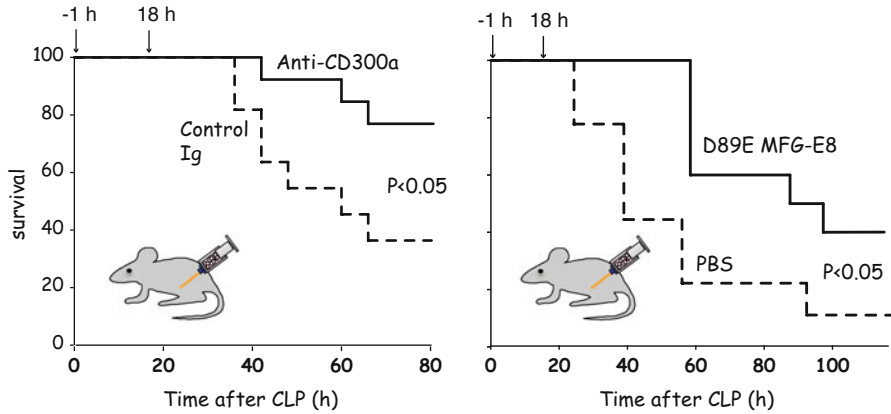 -1 h 18 h
100
80
60
40
20
0
survival
Anti-CD300a
Control
Ig
P<0.05
0 20 40 60 80
Time after CLP (h)
-1 h 18 h
D89E MFG-E8
PBS
P<0.05
0 20 40 60 80 100
Time after CLP (h)